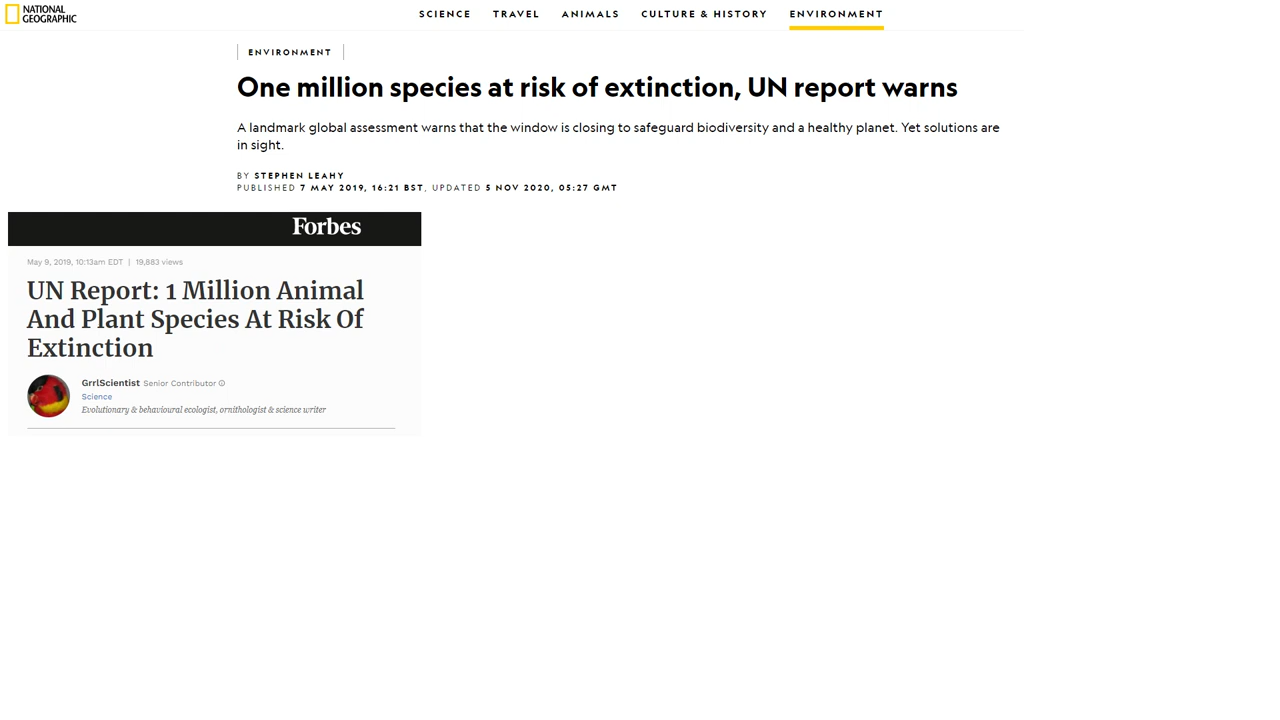 NATIONAL
GEOGRAPHIC
SCIENCE TRAVEL ANIMALS CULTURE & HISTORY ENVIRONMENT
ENVIRONMENT
One million species at risk of extinction, UN report warns
A landmark global assessment warns that the window is closing to safeguard biodiversity and a healthy planet. Yet solutions are
in sight.
BY STEPHEN LEAHY
PUBLISHED 7 MAY 2019, 16:21 BST, UPDATED 5 NOV 2020, 05:27 GMT
Forbes
May 9, 2019, 10:13am EDT | 19,883 views
UN Report: 1 Million Animal
And Plant Species At Risk Of
Extinction
GrrlScientist Senior Contributor
Science
Evolutionary & behavioural ecologist, ornithologist & science writer